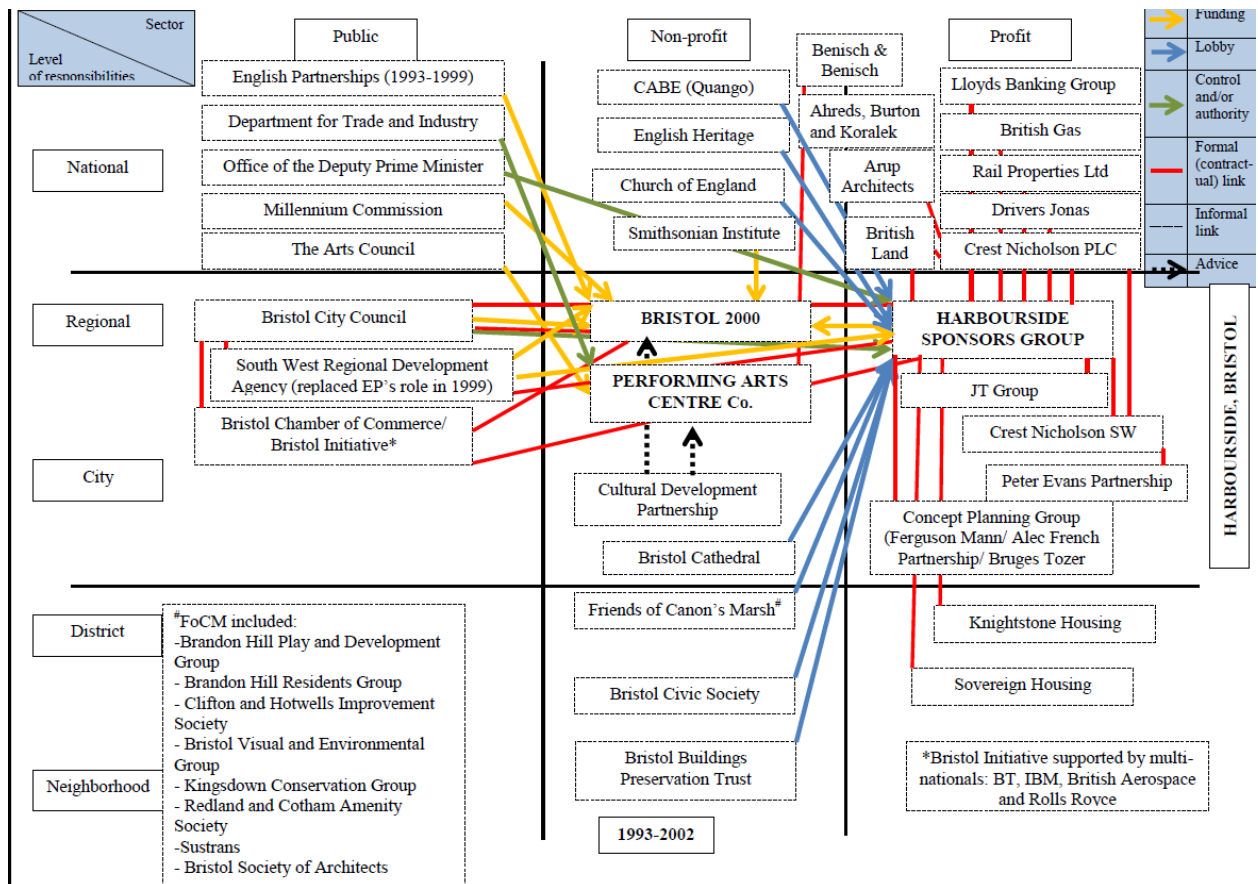 Sector
Level
of responsibilities
Public
Non-profit
Profit
Funding
Lobby
Control
and/or
authority
Formal
(contract-
ual) link
Informal
link
Advice
National
English Partnerships (1993-1999)
Department for Trade and Industry
Office of the Deputy Prime Minister
Millennium Commission
The Arts Council
CABE (Quango)
English Heritage
Church of England
Smithsonian Institute
Benisch &
Benisch
Ahreds, Burton
and Koralek
Arup
Architects
British
Land
Lloyds Banking Group
British Gas
Rail Properties Ltd
Drivers Jonas
Crest Nicholson PLC
Regional
Bristol City Council
South West Regional Development
Agency (replaced EP's role in 1999)
Bristol Chamber of Commerce/
Bristol Initiative*
BRISTOL 2000
PERFORMING ARTS
CENTRE Co.
HARBOURSIDE
SPONSORS GROUP
JT Group
Crest Nicholson SW
Peter Evans Partnership
City
Cultural Development
Partnership
Bristol Cathedral
Concept Planning Group
(Ferguson Mann/ Alec French
Partnership/ Bruges Tozer
HARBOURSIDE, BRISTOL
District
#FoCM included:
-Brandon Hill Play and Development
Group
- Brandon Hill Residents Group
- Clifton and Hotwells Improvement
Society
- Bristol Visual and Environmental
Group
- Kingsdown Conservation Group
- Redland and Cotham Amenity
Society
-Sustrans
- Bristol Society of Architects
Friends of Canon's Marsh#
Knightstone Housing
Bristol Civic Society
Sovereign Housing
Neighborhood
Bristol Buildings
Preservation Trust
*Bristol Initiative supported by multi-
nationals: BT, IBM, British Aerospace
and Rolls Royce
1993-2002